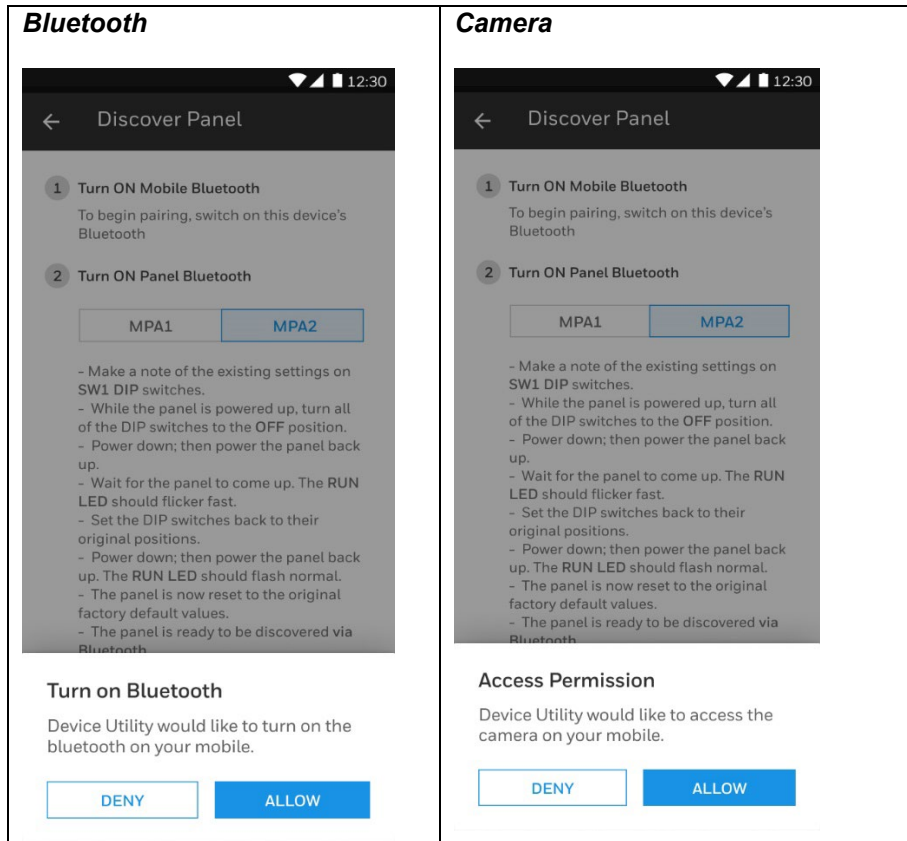 Bluetooth
12:30
Discover Panel
1 Turn ON Mobile Bluetooth
To begin pairing, switch on this device's
Bluetooth
2 Turn ON Panel Bluetooth
MPA1 MPA2
- Make a note of the existing settings on
SW1 DIP switches.
- While the panel is powered up, turn all
of the DIP switches to the OFF position.
- Power down; then power the panel back
up.
- Wait for the panel to come up. The RUN
LED should flicker fast.
- Set the DIP switches back to their
original positions.
- Power down; then power the panel back
up. The RUN LED should flash normal.
- The panel is now reset to the original
factory default values.
- The panel is ready to be discovered via
Bluetooth
Turn on Bluetooth
Device Utility would like to turn on the
bluetooth on your mobile.
DENY ALLOW
Camera
12:30
Discover Panel
1 Turn ON Mobile Bluetooth
To begin pairing, switch on this device's
Bluetooth
2 Turn ON Panel Bluetooth
MPA1 MPA2
- Make a note of the existing settings on
SW1 DIP switches.
- While the panel is powered up, turn all
of the DIP switches to the OFF position.
- Power down; then power the panel back
up.
- Wait for the panel to come up. The RUN
LED should flicker fast.
- Set the DIP switches back to their
original positions.
- Power down; then power the panel back
up. The RUN LED should flash normal.
- The panel is now reset to the original
factory default values.
- The panel is ready to be discovered via
Bluetooth
Access Permission
Device Utility would like to access the
camera on your mobile.
DENY ALLOW